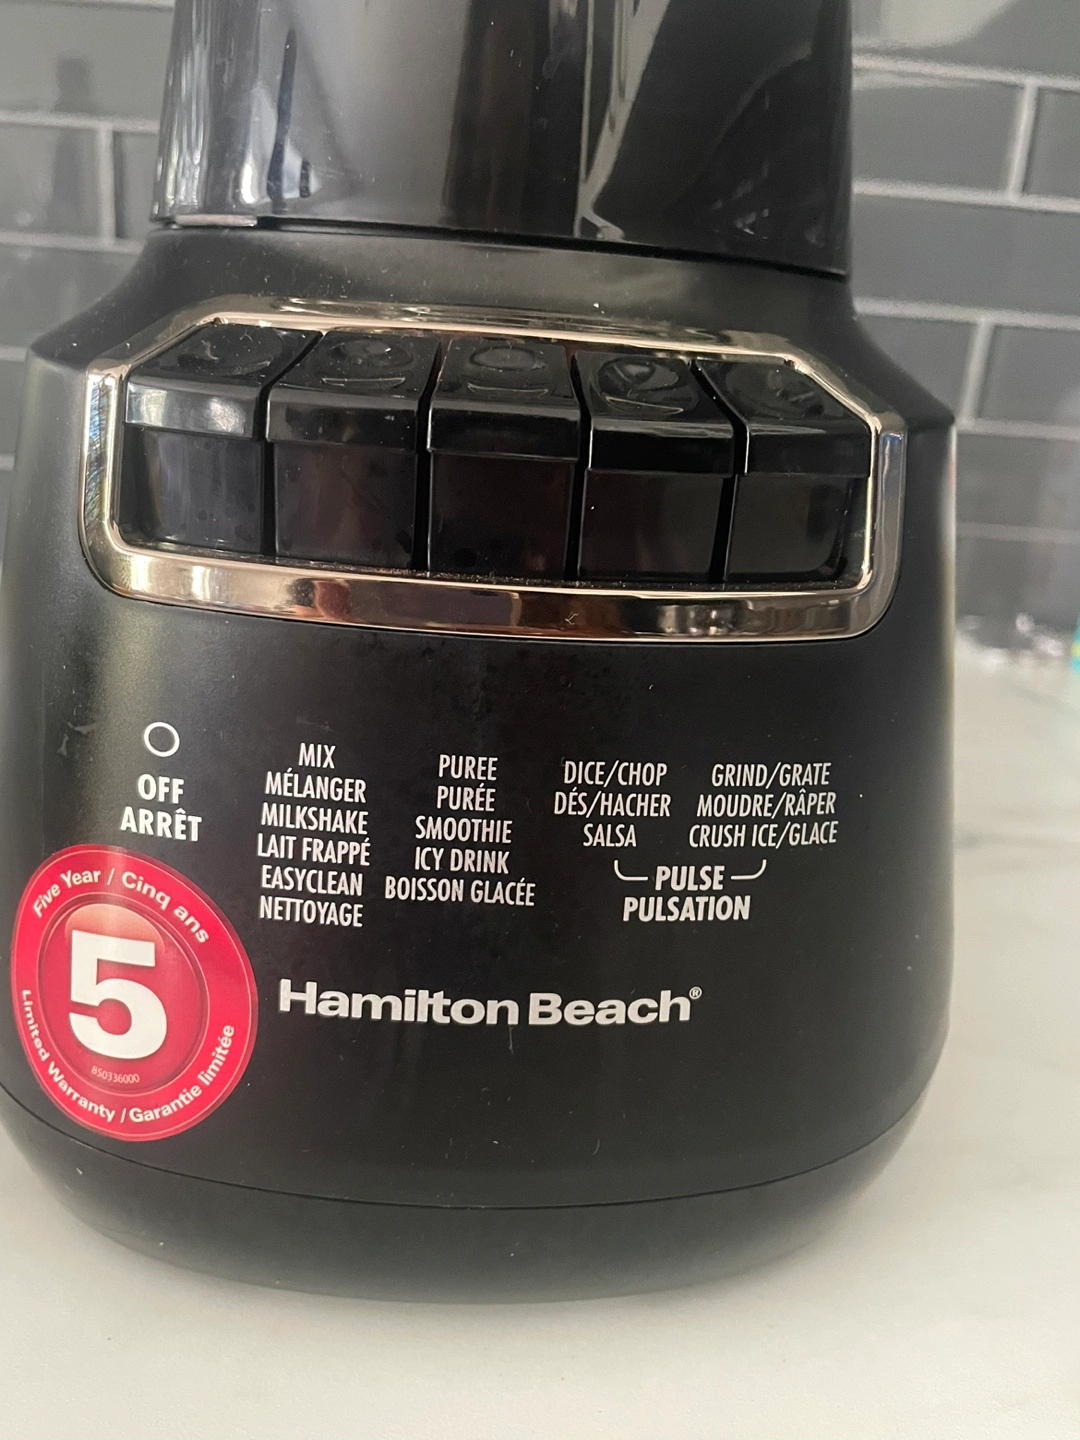 OFF
ARRÊT
MIX
MÉLANGER
MILKSHAKE
LAIT FRAPPÉ
EASYCLEAN
NETTOYAGE
PUREE
PURÉE
SMOOTHIE
ICY DRINK
BOISSON GLACÉE
DICE/CHOP
DÉS/HACHER
SALSA
GRIND/GRATE
MOUDRE/RÂPER
CRUSH ICE/GLACE
PULSE
PULSATION
Five Year / Cinq ans
5
850336000
Limited Warranty / Garantie limitée
Hamilton Beach®